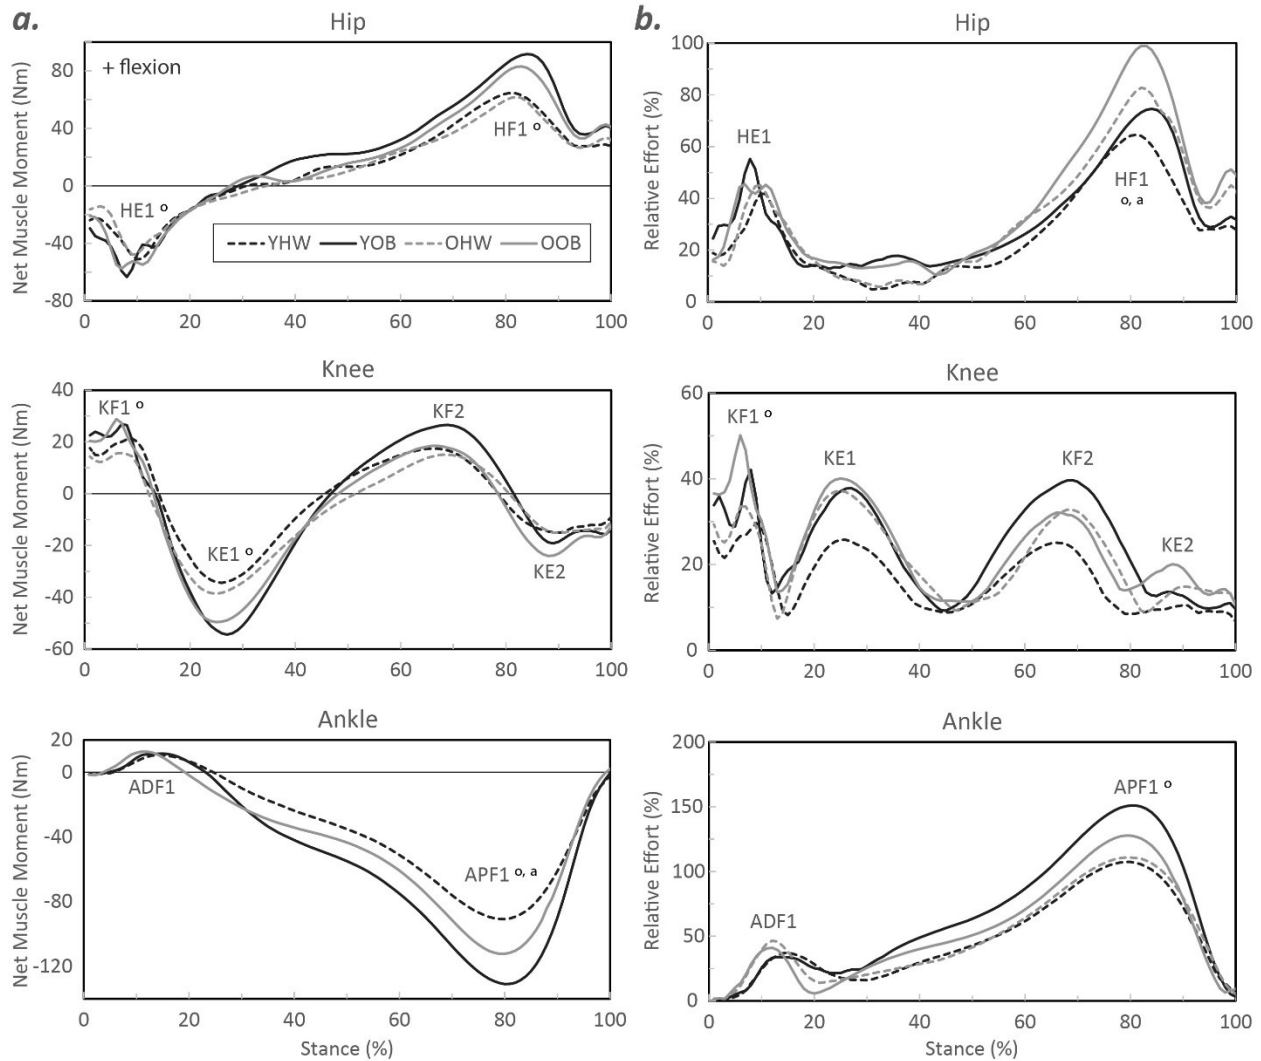 a.
Hip
Net Muscle Moment (Nm)
80
40
0
-40
-80
+ flexion
HE1 o
HF1 o
YHW YOB OHW OOB
0 20 40 60 80 100
Knee
Net Muscle Moment (Nm)
40
20
0
-20
-40
-60
KF1 o
KE1 o
KF2
KE2
0 20 40 60 80 100
Ankle
Net Muscle Moment (Nm)
20
0
-40
-80
-120
ADF1
APF1 o, a
0 20 40 60 80 100
Stance (%)
b.
Hip
Relative Effort (%)
100
80
60
40
20
0
HE1
HF1
o, a
0 20 40 60 80 100
Knee
Relative Effort (%)
60
40
20
0
KF1 o
KE1
KF2
KE2
0 20 40 60 80 100
Ankle
Relative Effort (%)
200
150
100
50
0
ADF1
APF1 o
0 20 40 60 80 100
Stance (%)